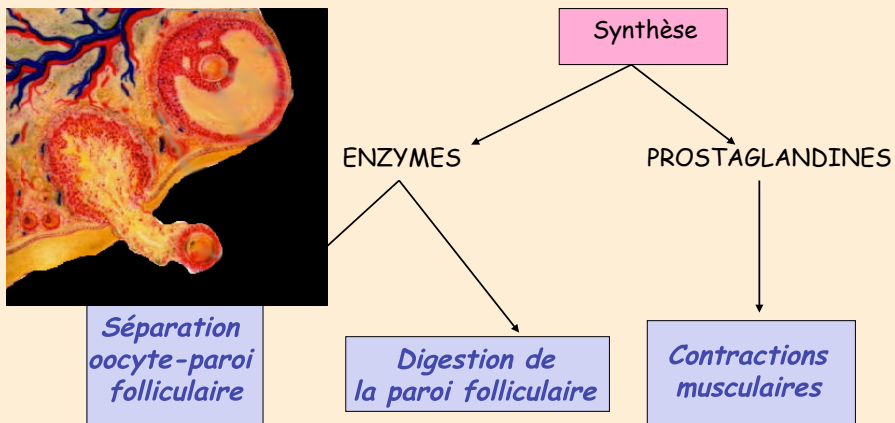 Synthèse
ENZYMES
PROSTAGLANDINES
Séparation
oocyte-paroi
folliculaire
Digestion de
la paroi folliculaire
Contractions
musculaires